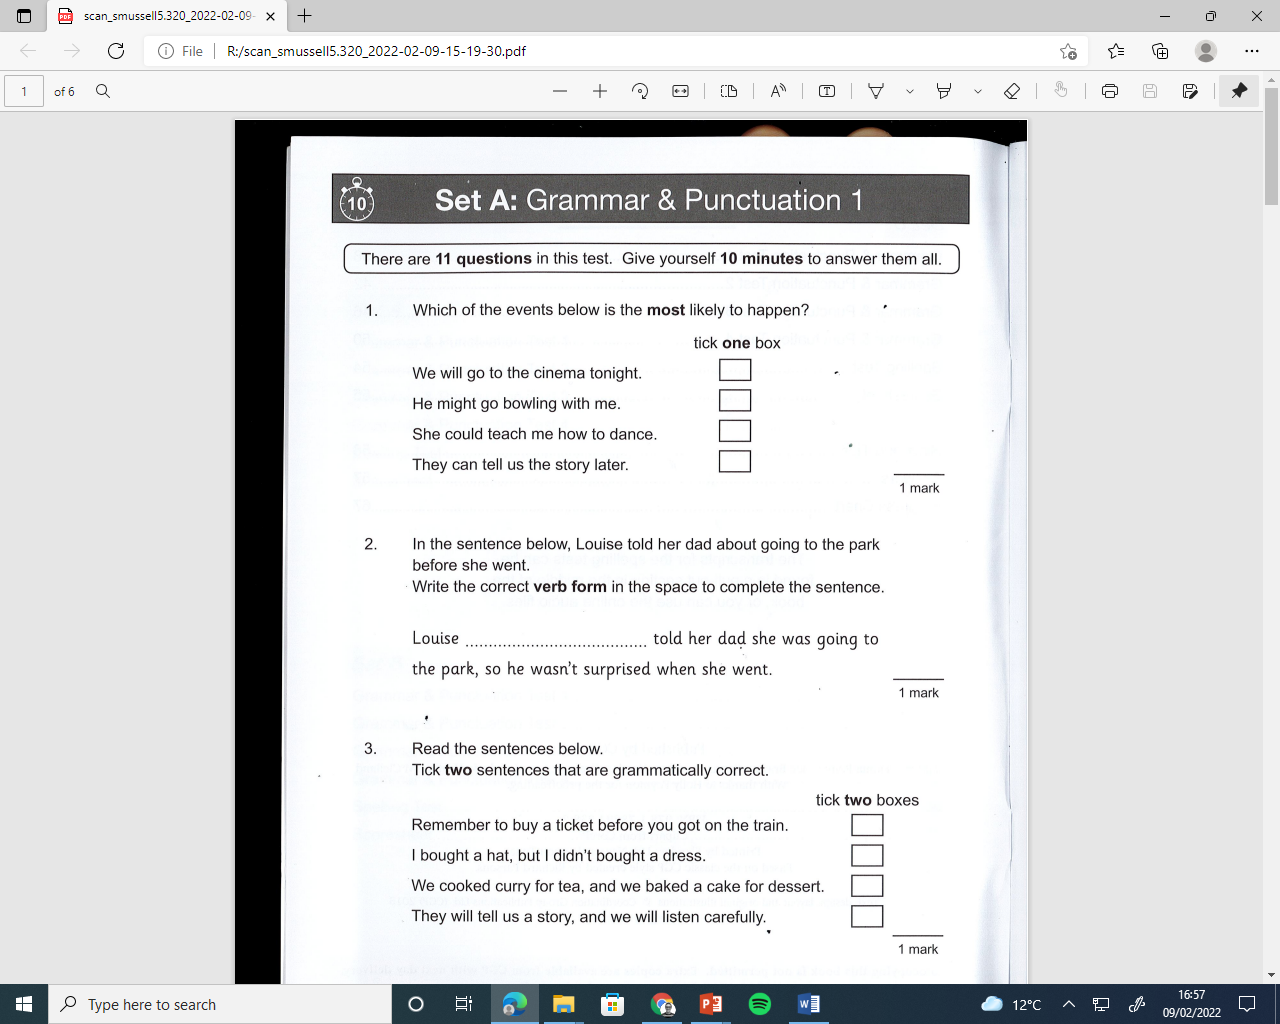 scan_smussell5.320_2022-02-09-
File
R:/scan_smussell5.320_2022-02-09-15-19-30.pdf
1 of 6
10
Set A: Grammar & Punctuation 1
There are 11 questions in this test. Give yourself 10 minutes to answer them all.
1. Which of the events below is the most likely to happen?
tick one box
We will go to the cinema tonight.
He might go bowling with me.
She could teach me how to dance.
They can tell us the story later.
1 mark
2. In the sentence below, Louise told her dad about going to the park
before she went.
Write the correct verb form in the space to complete the sentence.
Louise ........................................ told her dad she was going to
the park, so he wasn't surprised when she went.
1 mark
3. Read the sentences below.
Tick two sentences that are grammatically correct.
tick two boxes
Remember to buy a ticket before you got on the train.
I bought a hat, but I didn't bought a dress.
We cooked curry for tea, and we baked a cake for dessert.
They will tell us a story, and we will listen carefully.
1 mark
Type here to search
12°C
16:57
09/02/2022